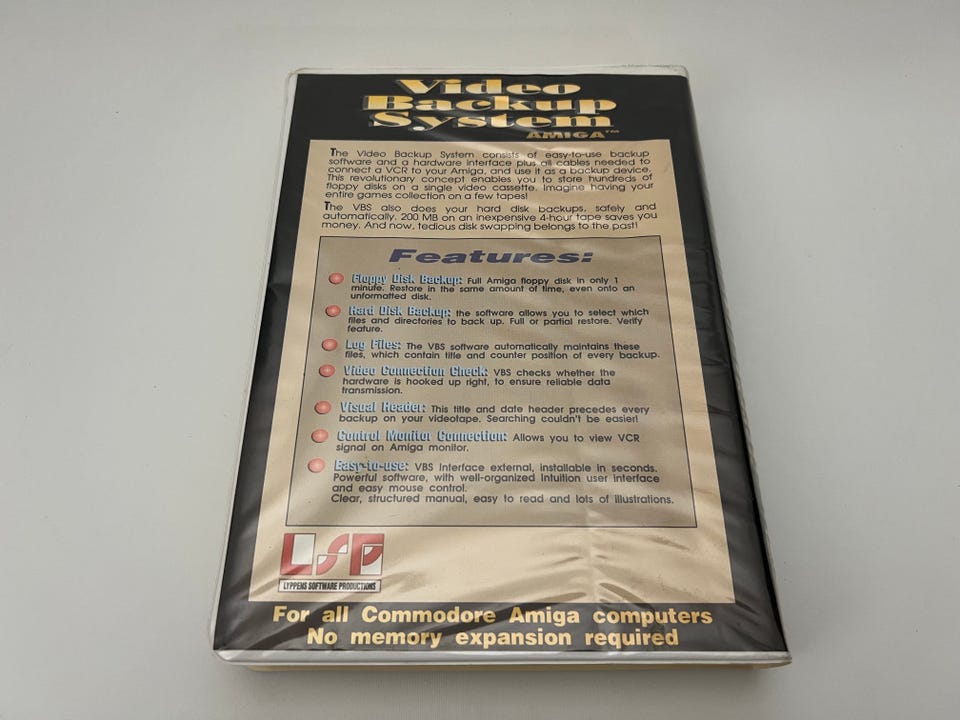 Video
Backup
System
AMIGA™
The Video Backup System consists of easy-to-use backup
software and a hardware interface plus all cables needed to
connect a VCR to your Amiga, and use it as a backup device.
This revolutionary concept enables you to store hundreds of
floppy disks on a single video cassette. Imagine having your
entire games collection on a few tapes!
The VBS also does your hard disk backups, safely and
automatically. 200 MB on an inexpensive 4-hour tape saves you
money. And now, tedious disk swapping belongs to the past!
Features:
Floppy Disk Backup: Full Amiga floppy disk in only 1
minute. Restore in the same amount of time, even onto an
unformatted disk.
Hard Disk Backup: the software allows you to select which
files and directories to back up. Full or partial restore. Verify
feature.
Log Files: The VBS software automatically maintains these
files, which contain title and counter position of every backup.
Video Connection Check: VBS checks whether the
hardware is hooked up right, to ensure reliable data
transmission.
Visual Header: This title and date header precedes every
backup on your videotape. Searching couldn't be easier!
Control Monitor Connection: Allows you to view VCR
signal on Amiga monitor.
Easy-to-use: VBS Interface external, installable in seconds.
Powerful software, with well-organized Intuition user interface
and easy mouse control.
Clear, structured manual, easy to read and lots of illustrations.
LSP
LYPPENS SOFTWARE PRODUCTIONS
For all Commodore Amiga computers
No memory expansion required